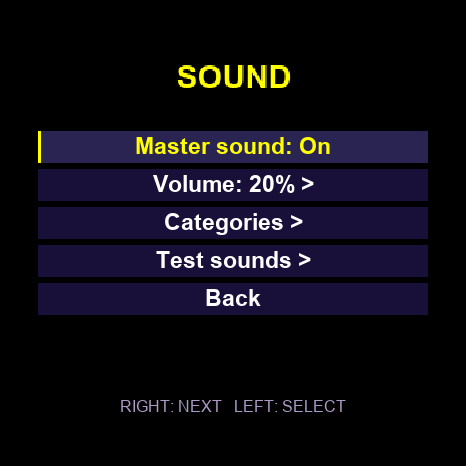 SOUND
Master sound: On
Volume: 20% >
Categories >
Test sounds >
Back
RIGHT: NEXT LEFT: SELECT